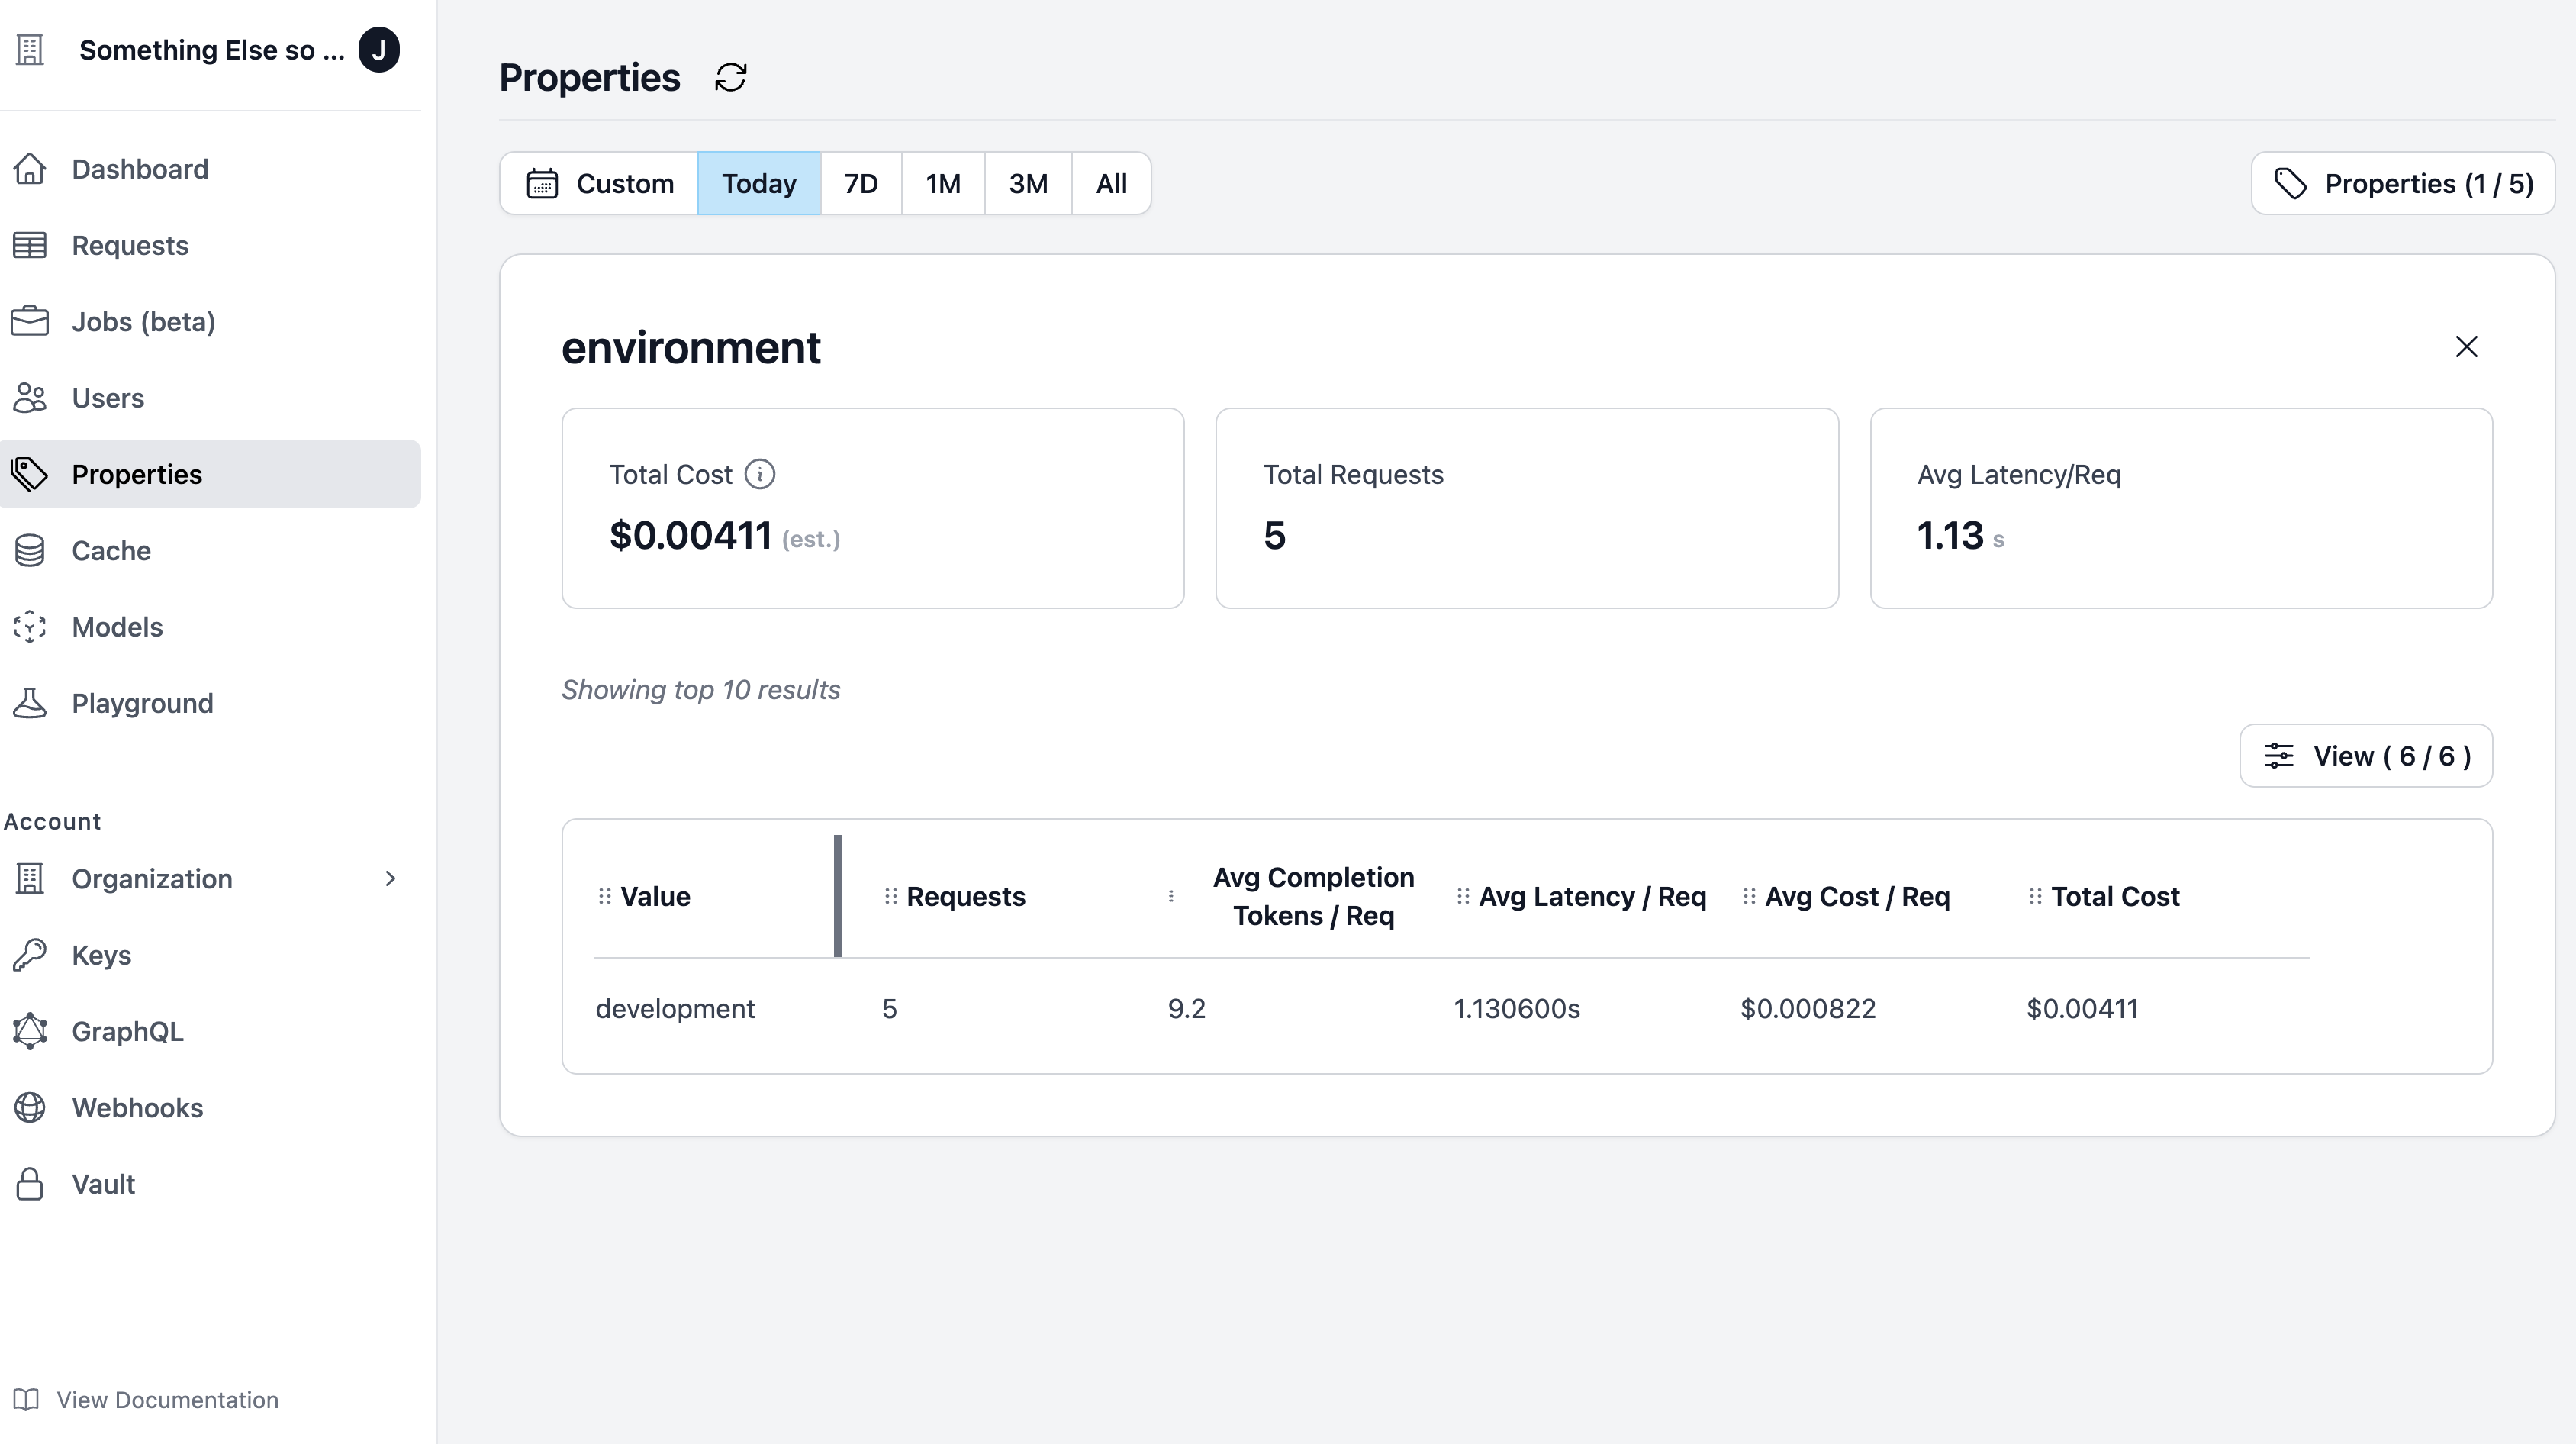 Something Else so ...
J
Dashboard
Requests
Jobs (beta)
Users
Properties
Cache
Models
Playground
Account
Organization
Keys
GraphQL
Webhooks
Vault
View Documentation
Properties
Custom
Today
7D
1M
3M
All
Properties (1 / 5)
environment
Total Cost
$0.00411 (est.)
Total Requests
5
Avg Latency/Req
1.13 s
Showing top 10 results
View ( 6 / 6 )
Value
Requests
Avg Completion
Tokens / Req
Avg Latency / Req
Avg Cost / Req
Total Cost
development
5
9.2
1.130600s
$0.000822
$0.00411